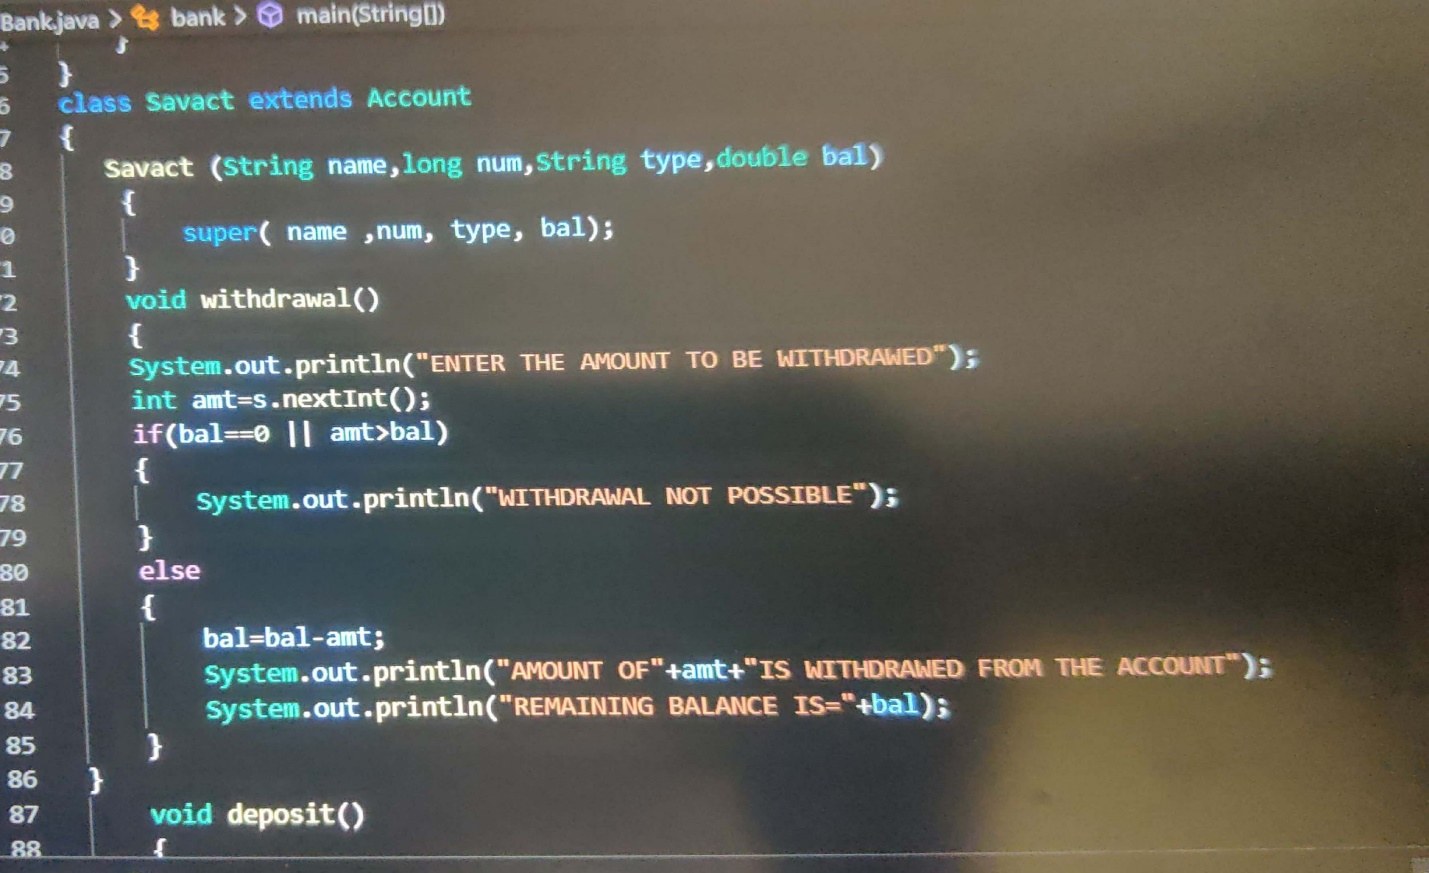 Bank.java > bank > main(String[])
5 }
6 class Savact extends Account
7 {
8 Savact (String name,long num,String type,double bal)
9 {
0 super( name ,num, type, bal);
1 }
72 void withdrawal()
73 {
74 System.out.println("ENTER THE AMOUNT TO BE WITHDRAWED");
75 int amt=s.nextInt();
76 if(bal==0 || amt>bal)
77 {
78 System.out.println("WITHDRAWAL NOT POSSIBLE");
79 }
80 else
81 {
82 bal=bal-amt;
83 System.out.println("AMOUNT OF"+amt+"IS WITHDRAWED FROM THE ACCOUNT");
84 System.out.println("REMAINING BALANCE IS="+bal);
85 }
86 }
87 void deposit()
88 {